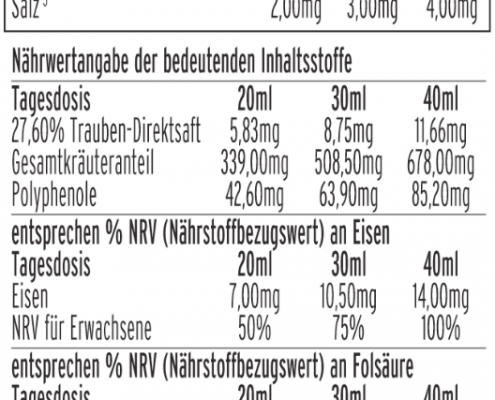 Salz⁵ 2,00mg 3,00mg 4,00mg
Nährwertangabe der bedeutenden Inhaltsstoffe
Tagesdosis 20ml 30ml 40ml
27,60% Trauben-Direktsaft 5,83mg 8,75mg 11,66mg
Gesamtkräuteranteil 339,00mg 508,50mg 678,00mg
Polyphenole 42,60mg 63,90mg 85,20mg
entsprechen % NRV (Nährstoffbezugswert) an Eisen
Tagesdosis 20ml 30ml 40ml
Eisen 7,00mg 10,50mg 14,00mg
NRV für Erwachsene 50% 75% 100%
entsprechen % NRV (Nährstoffbezugswert) an Folsäure
Tagesdosis 20ml 30ml 40ml